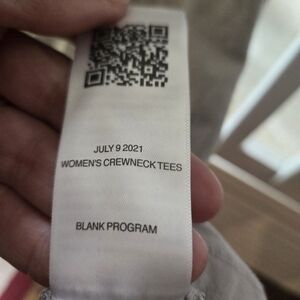 JULY 9 2021
WOMEN'S CREWNECK TEES
BLANK PROGRAM